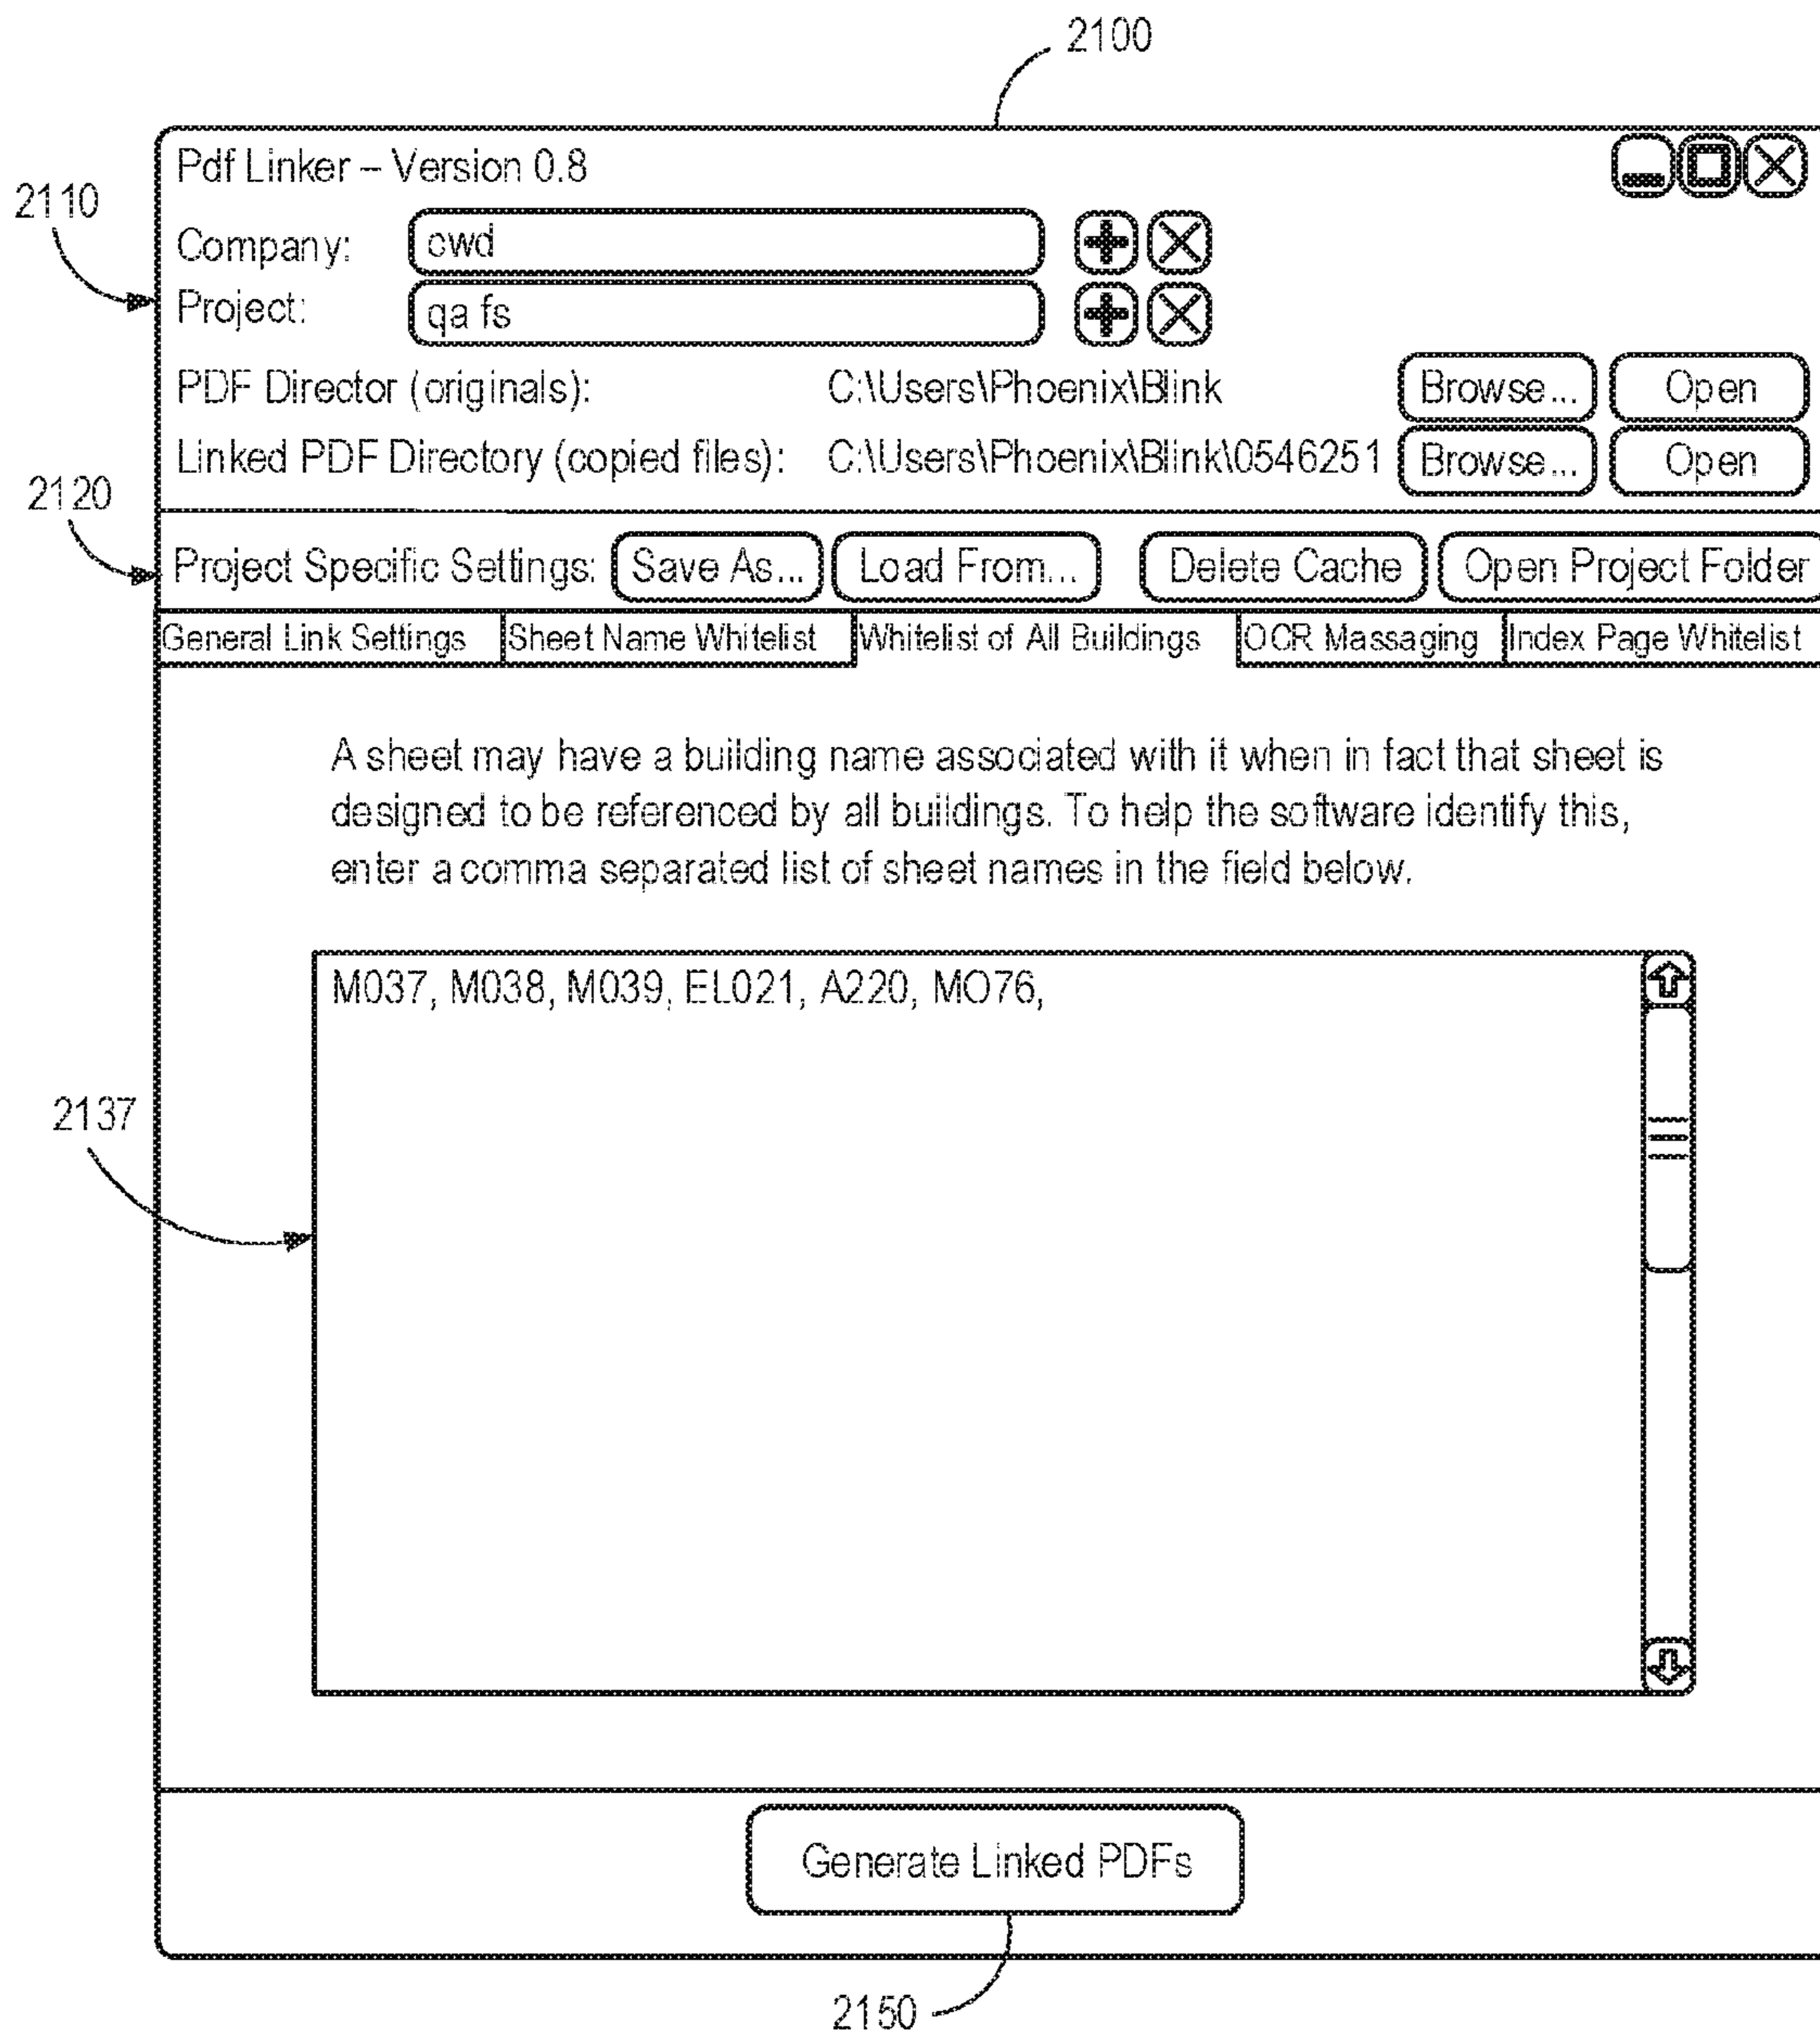 2100
Pdf Linker – Version 0.8
2110
Company: cwd
Project: qa fs
PDF Director (originals): C:\Users\Phoenix\Blink Browse... Open
Linked PDF Directory (copied files): C:\Users\Phoenix\Blink\0546251 Browse... Open
2120
Project Specific Settings: Save As... Load From... Delete Cache Open Project Folder
General Link Settings Sheet Name Whitelist Whitelist of All Buildings OCR Massaging Index Page Whitelist
A sheet may have a building name associated with it when in fact that sheet is
designed to be referenced by all buildings. To help the software identify this,
enter a comma separated list of sheet names in the field below.
M037, M038, M039, EL021, A220, MO76,
2137
Generate Linked PDFs
2150